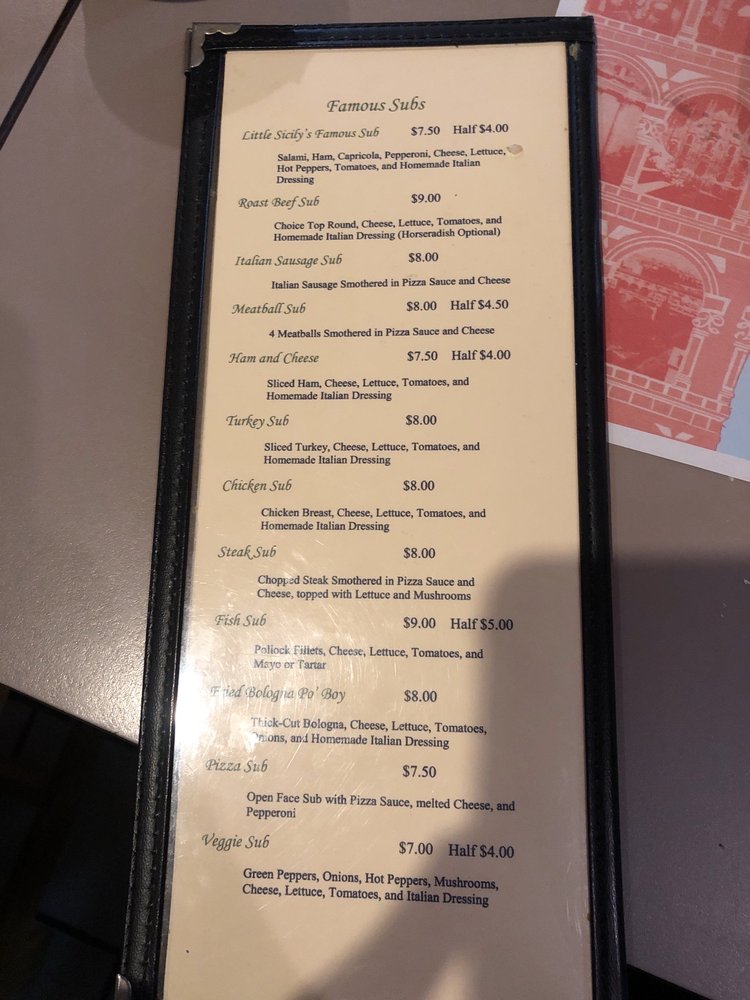 Famous Subs
Little Sicily's Famous Sub $7.50 Half $4.00
Salami, Ham, Capricola, Pepperoni, Cheese, Lettuce,
Hot Peppers, Tomatoes, and Homemade Italian
Dressing
Roast Beef Sub $9.00
Choice Top Round, Cheese, Lettuce, Tomatoes, and
Homemade Italian Dressing (Horseradish Optional)
Italian Sausage Sub $8.00
Italian Sausage Smothered in Pizza Sauce and Cheese
Meatball Sub $8.00 Half $4.50
4 Meatballs Smothered in Pizza Sauce and Cheese
Ham and Cheese $7.50 Half $4.00
Sliced Ham, Cheese, Lettuce, Tomatoes, and
Homemade Italian Dressing
Turkey Sub $8.00
Sliced Turkey, Cheese, Lettuce, Tomatoes, and
Homemade Italian Dressing
Chicken Sub $8.00
Chicken Breast, Cheese, Lettuce, Tomatoes, and
Homemade Italian Dressing
Steak Sub $8.00
Chopped Steak Smothered in Pizza Sauce and
Cheese, topped with Lettuce and Mushrooms
Fish Sub $9.00 Half $5.00
Pollock Fillets, Cheese, Lettuce, Tomatoes, and
Mayo or Tartar
Fried Bologna Po' Boy $8.00
Thick-Cut Bologna, Cheese, Lettuce, Tomatoes,
Onions, and Homemade Italian Dressing
Pizza Sub $7.50
Open Face Sub with Pizza Sauce, melted Cheese, and
Pepperoni
Veggie Sub $7.00 Half $4.00
Green Peppers, Onions, Hot Peppers, Mushrooms,
Cheese, Lettuce, Tomatoes, and Italian Dressing